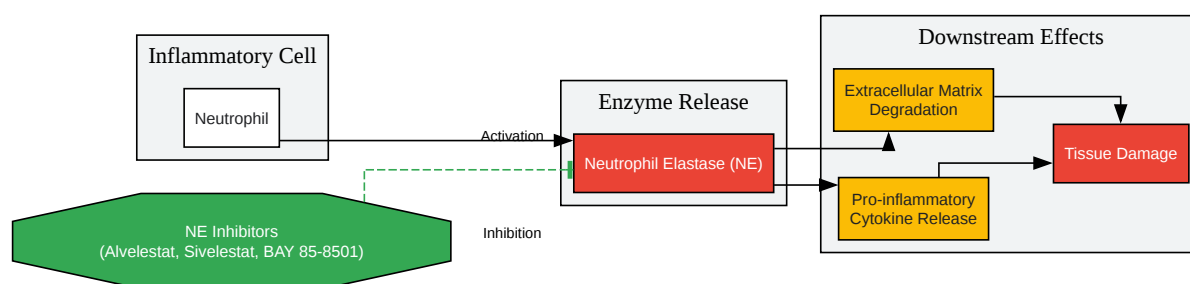 Inflammatory Cell
Neutrophil
Activation
Enzyme Release
Neutrophil Elastase (NE)
Downstream Effects
Extracellular Matrix
Degradation
Tissue Damage
Pro-inflammatory
Cytokine Release
NE Inhibitors
(Alvelestat, Sivelestat, BAY 85-8501)
Inhibition